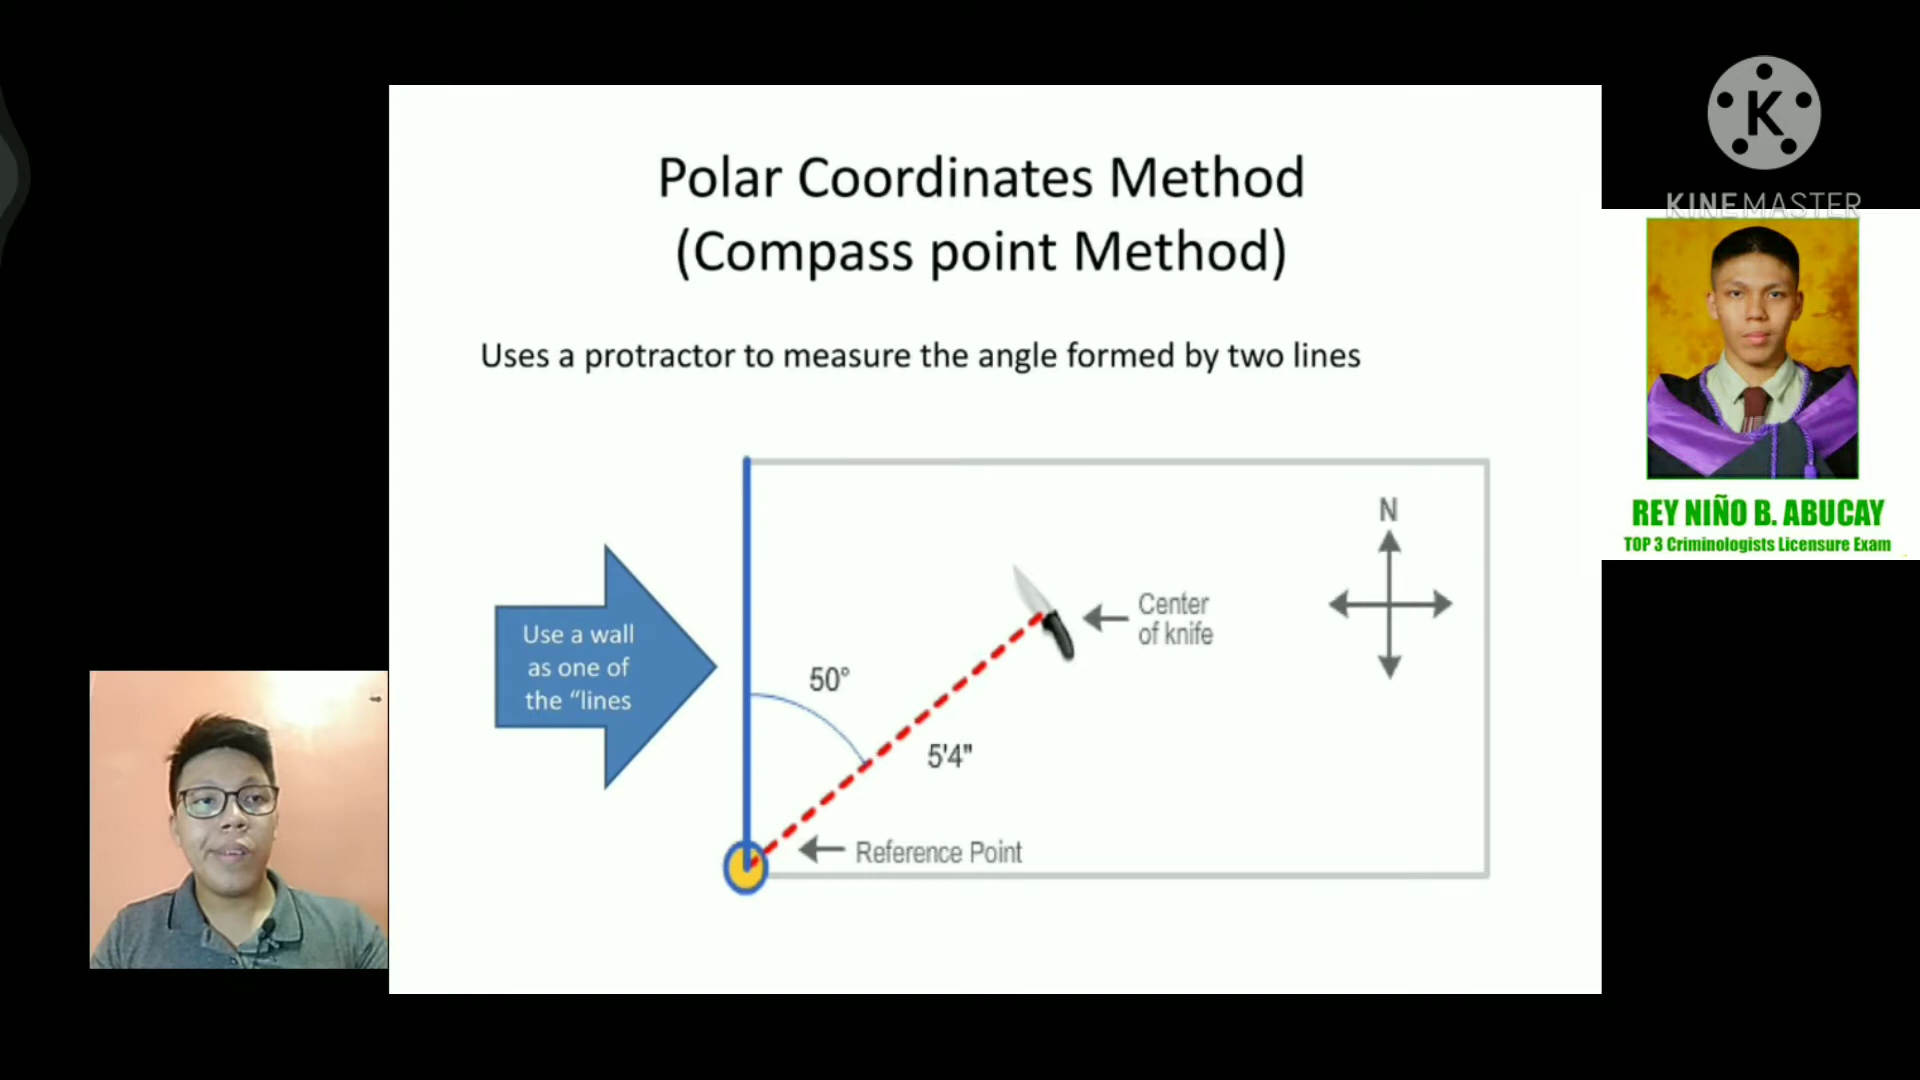 Polar Coordinates Method
(Compass point Method)
Uses a protractor to measure the angle formed by two lines
Use a wall
as one of
the “lines
50°
5'4"
Center
of knife
Reference Point
N
K
KINEMASTER
REY NIÑO B. ABUCAY
TOP 3 Criminologists Licensure Exam